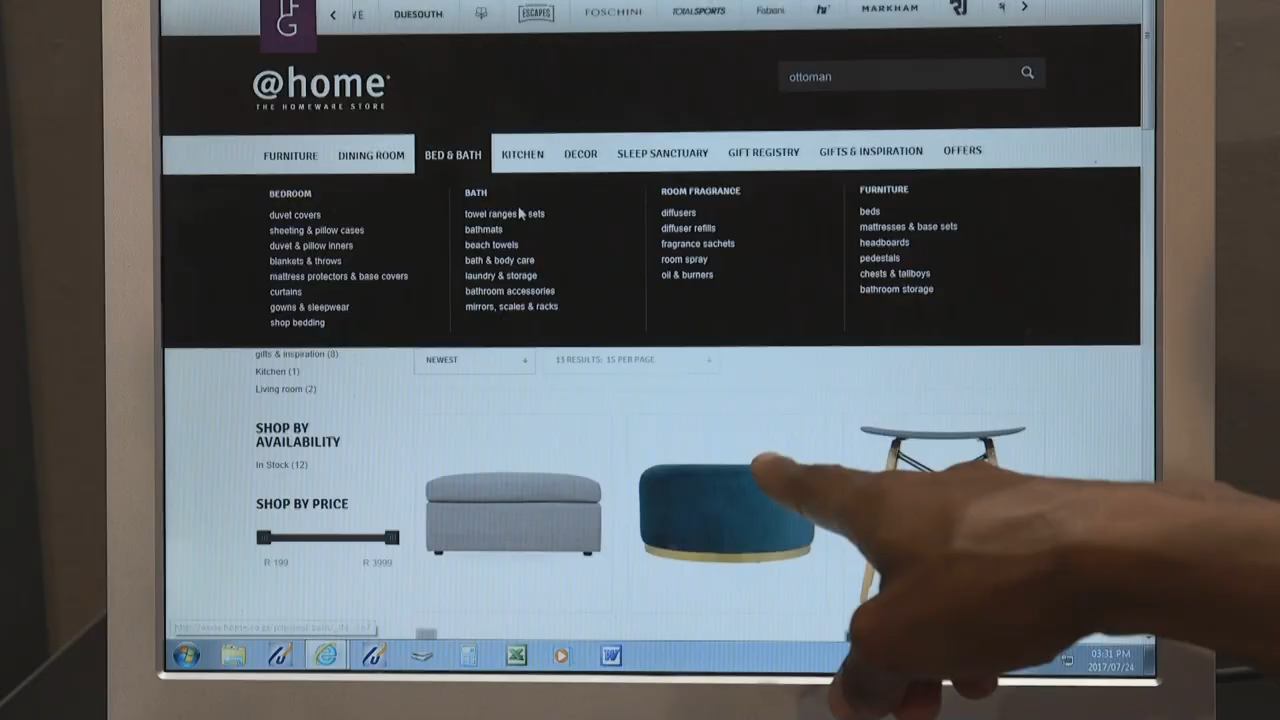 TFG
DUESOUTH
ESCAPES
FOSCHINI
TOTALSPORTS
Fabiani
hi
MARKHAM
@home
THE HOMEWARE STORE
ottoman
FURNITURE DINING ROOM BED & BATH KITCHEN DECOR SLEEP SANCTUARY GIFT REGISTRY GIFTS & INSPIRATION OFFERS
BEDROOM
duvet covers
sheeting & pillow cases
duvet & pillow inners
blankets & throws
mattress protectors & base covers
curtains
gowns & sleepwear
shop bedding
BATH
towel ranges & sets
bathmats
beach towels
bath & body care
laundry & storage
bathroom accessories
mirrors, scales & racks
ROOM FRAGRANCE
diffusers
diffuser refills
fragrance sachets
room spray
oil & burners
FURNITURE
beds
mattresses & base sets
headboards
pedestals
chests & tallboys
bathroom storage
gifts & inspiration (8)
Kitchen (1)
Living room (2)
NEWEST
13 RESULTS: 15 PER PAGE
SHOP BY
AVAILABILITY
In Stock (12)
SHOP BY PRICE
R 199 R 3999
03:31 PM
2017/07/24